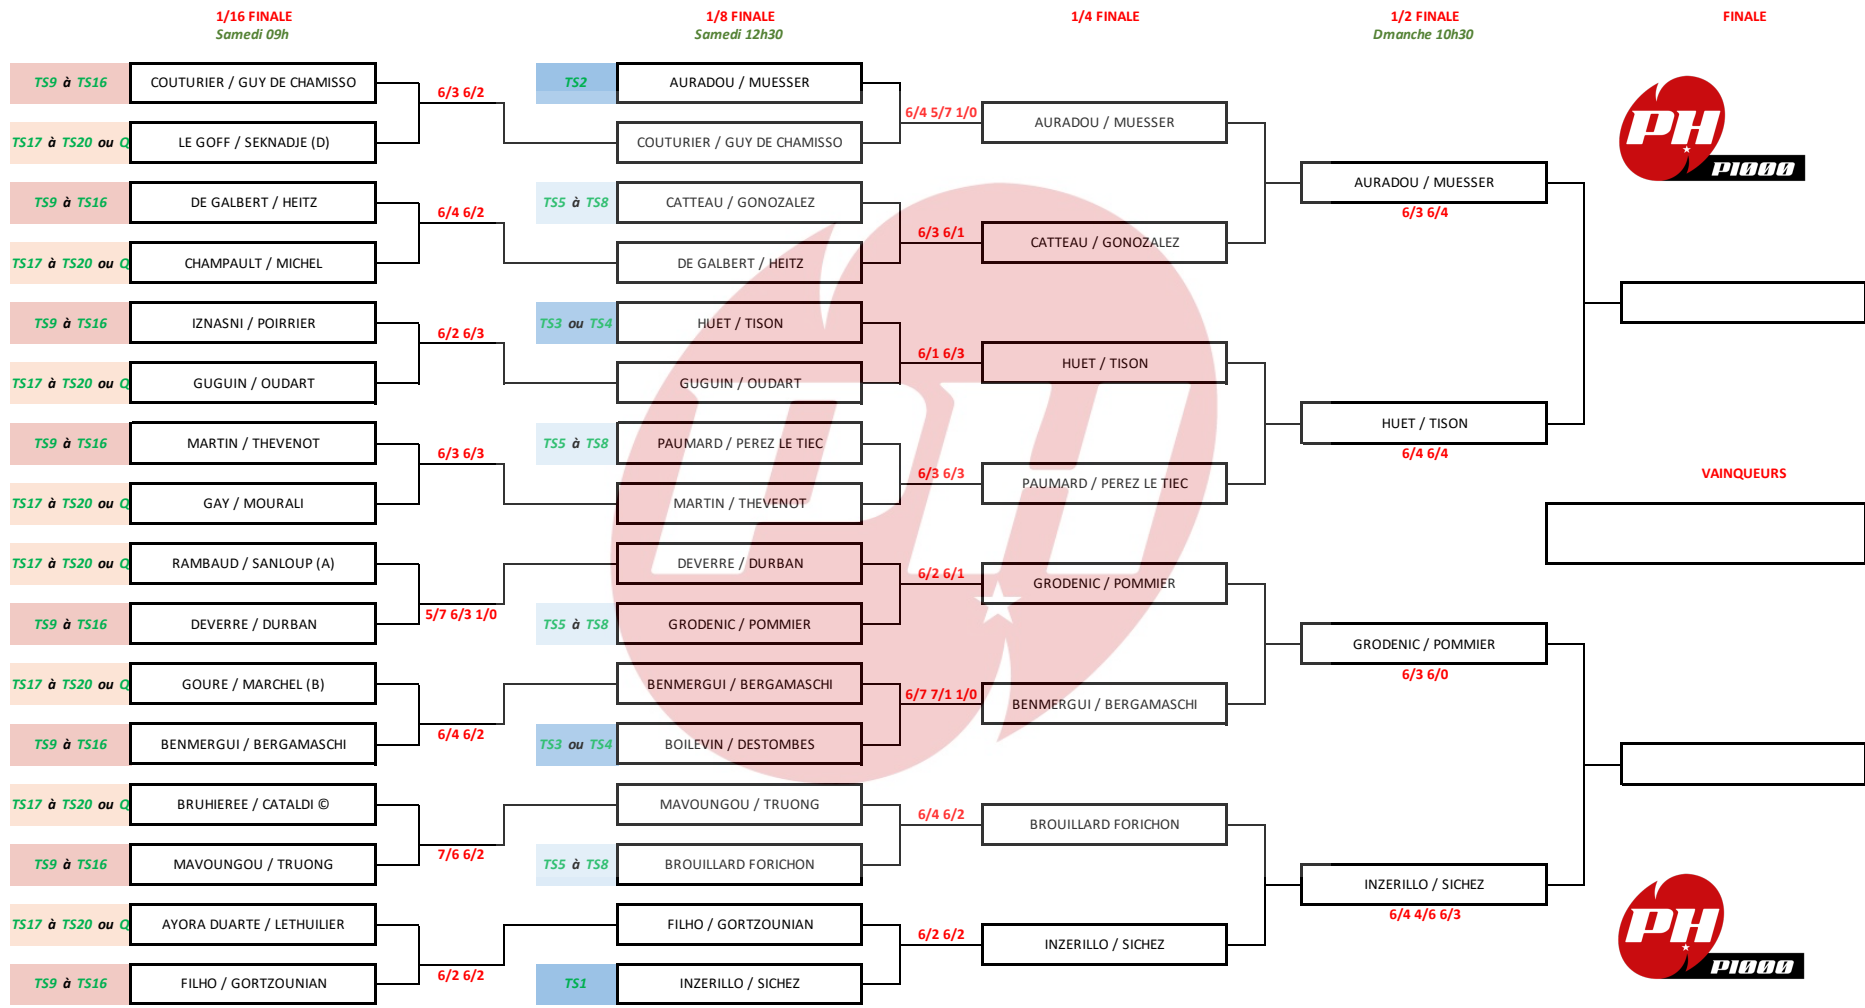 1/16 FINALE
Samedi 09h
1/8 FINALE
Samedi 12h30
1/4 FINALE
1/2 FINALE
Dmanche 10h30
FINALE
TS9 à TS16
COUTURIER / GUY DE CHAMISSO
6/3 6/2
TS17 à TS20 ou Q
LE GOFF / SEKNADJE (D)
TS9 à TS16
DE GALBERT / HEITZ
6/4 6/2
TS17 à TS20 ou Q
CHAMPAULT / MICHEL
TS9 à TS16
IZNASNI / POIRRIER
6/2 6/3
TS17 à TS20 ou Q
GUGUIN / OUDART
TS9 à TS16
MARTIN / THEVENOT
6/3 6/3
TS17 à TS20 ou Q
GAY / MOURALI
TS17 à TS20 ou Q
RAMBAUD / SANLOUP (A)
5/7 6/3 1/0
TS9 à TS16
DEVERRE / DURBAN
TS17 à TS20 ou Q
GOURE / MARCHEL (B)
6/4 6/2
TS9 à TS16
BENMERGUI / BERGAMASCHI
TS17 à TS20 ou Q
BRUHIEREE / CATALDI ©
7/6 6/2
TS9 à TS16
MAVOUNGOU / TRUONG
TS17 à TS20 ou Q
AYORA DUARTE / LETHUILIER
6/2 6/2
TS9 à TS16
FILHO / GORTZOUNIAN
TS2
AURADOU / MUESSER
6/4 5/7 1/0
COUTURIER / GUY DE CHAMISSO
TS5 à TS8
CATTEAU / GONOZALEZ
6/3 6/1
DE GALBERT / HEITZ
TS3 ou TS4
HUET / TISON
6/1 6/3
GUGUIN / OUDART
TS5 à TS8
PAUMARD / PEREZ LE TIEC
6/3 6/3
MARTIN / THEVENOT
DEVERRE / DURBAN
6/2 6/1
TS5 à TS8
GRODENIC / POMMIER
BENMERGUI / BERGAMASCHI
6/7 7/1 1/0
TS3 ou TS4
BOILEVIN / DESTOMBES
MAVOUNGOU / TRUONG
6/4 6/2
TS5 à TS8
BROUILLARD FORICHON
FILHO / GORTZOUNIAN
6/2 6/2
TS1
INZERILLO / SICHEZ
AURADOU / MUESSER
CATTEAU / GONOZALEZ
HUET / TISON
PAUMARD / PEREZ LE TIEC
GRODENIC / POMMIER
BENMERGUI / BERGAMASCHI
BROUILLARD FORICHON
INZERILLO / SICHEZ
AURADOU / MUESSER
6/3 6/4
HUET / TISON
6/4 6/4
GRODENIC / POMMIER
6/3 6/0
INZERILLO / SICHEZ
6/4 4/6 6/3
PH
P1000
VAINQUEURS
PH
P1000
PH